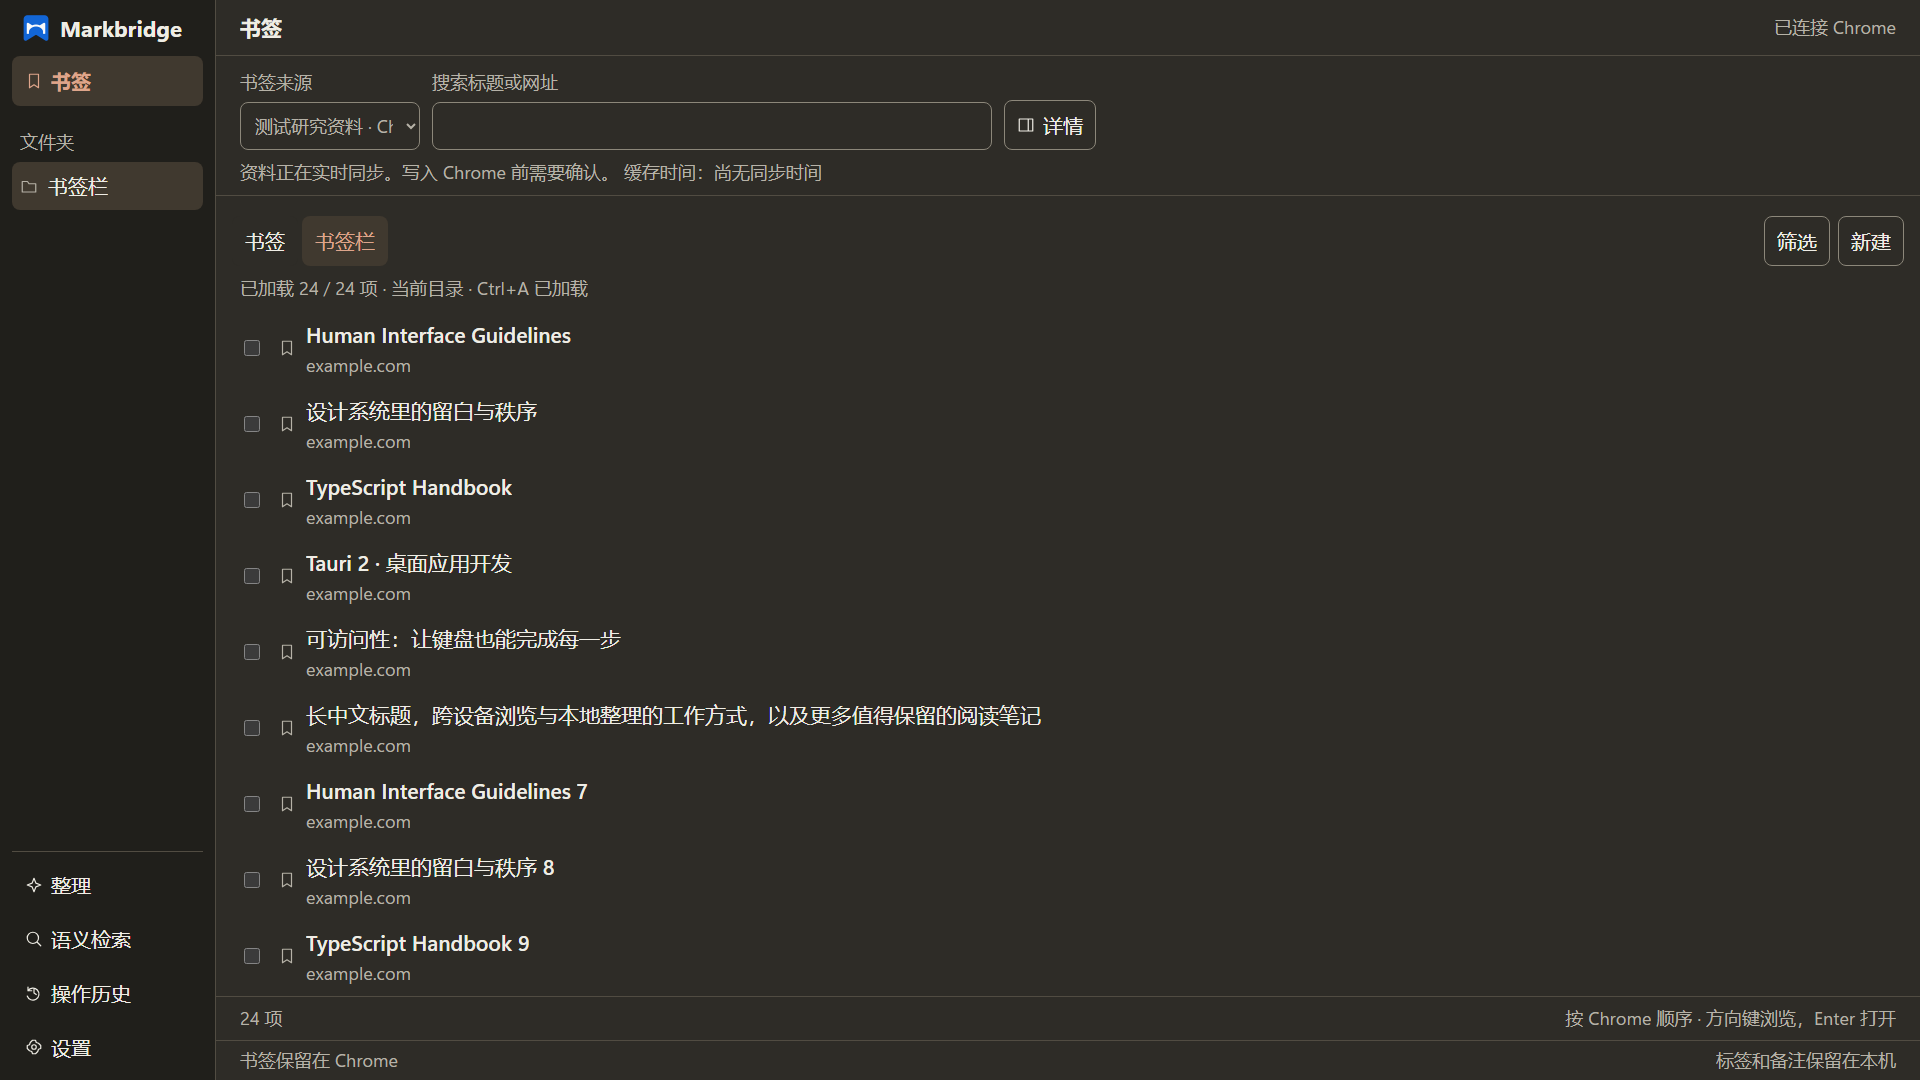 Markbridge
书签
文件夹
书签栏
整理
语义检索
操作历史
设置
书签
已连接 Chrome
书签来源
搜索标题或网址
测试研究资料 · Ch
详情
资料正在实时同步。写入 Chrome 前需要确认。 缓存时间：尚无同步时间
书签 书签栏
筛选 新建
已加载 24 / 24 项 · 当前目录 · Ctrl+A 已加载
Human Interface Guidelines
example.com
设计系统里的留白与秩序
example.com
TypeScript Handbook
example.com
Tauri 2 · 桌面应用开发
example.com
可访问性：让键盘也能完成每一步
example.com
长中文标题，跨设备浏览与本地整理的工作方式，以及更多值得保留的阅读笔记
example.com
Human Interface Guidelines 7
example.com
设计系统里的留白与秩序 8
example.com
TypeScript Handbook 9
example.com
24 项
按 Chrome 顺序 · 方向键浏览，Enter 打开
书签保留在 Chrome
标签和备注保留在本机